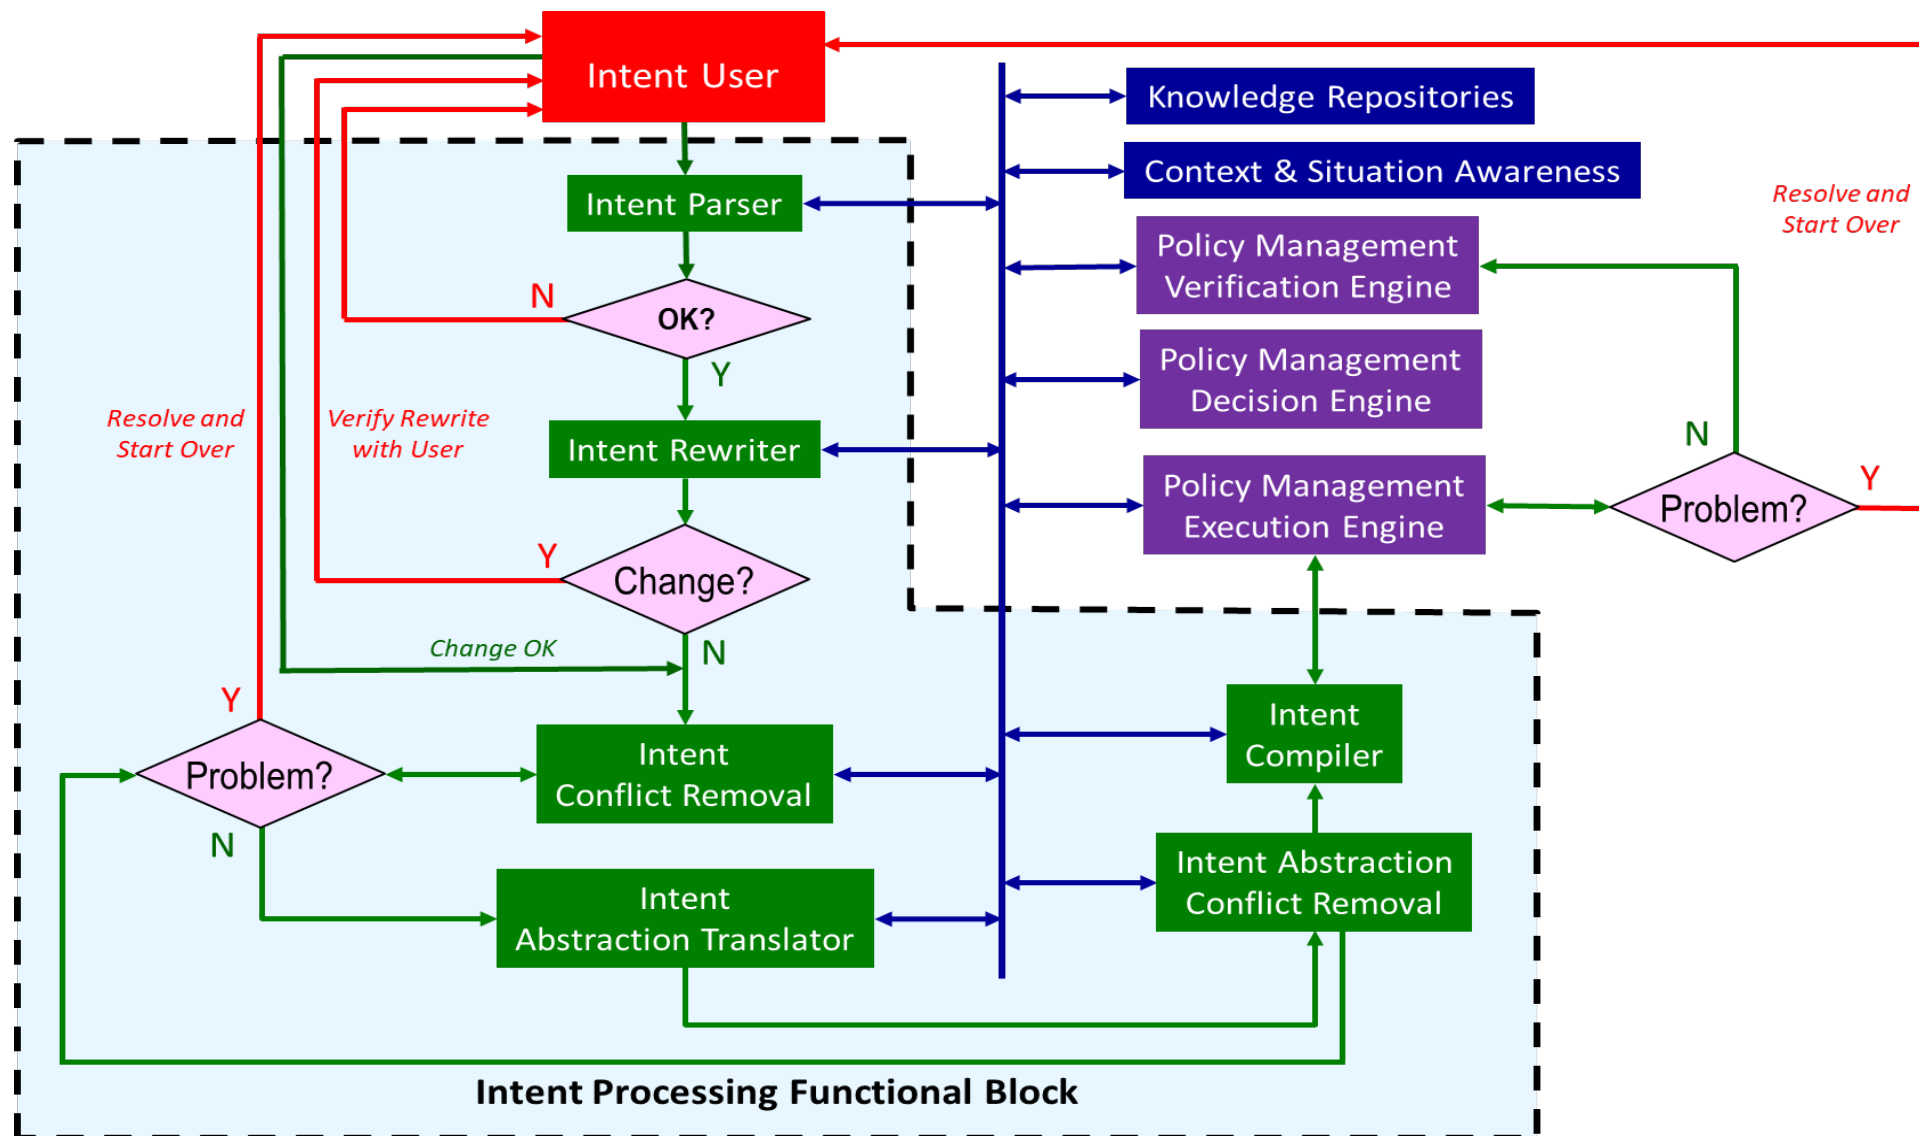 Intent User
Knowledge Repositories
Context & Situation Awareness
Resolve and
Start Over
Intent Parser
Policy Management
Verification Engine
N
OK?
Y
Policy Management
Decision Engine
Resolve and
Start Over
Verify Rewrite
with User
Intent Rewriter
N
Y
Policy Management
Execution Engine
Problem?
Y
Change?
Change OK
N
Y
Intent
Compiler
Problem?
Intent
Conflict Removal
N
Intent Abstraction
Conflict Removal
Intent
Abstraction Translator
Intent Processing Functional Block